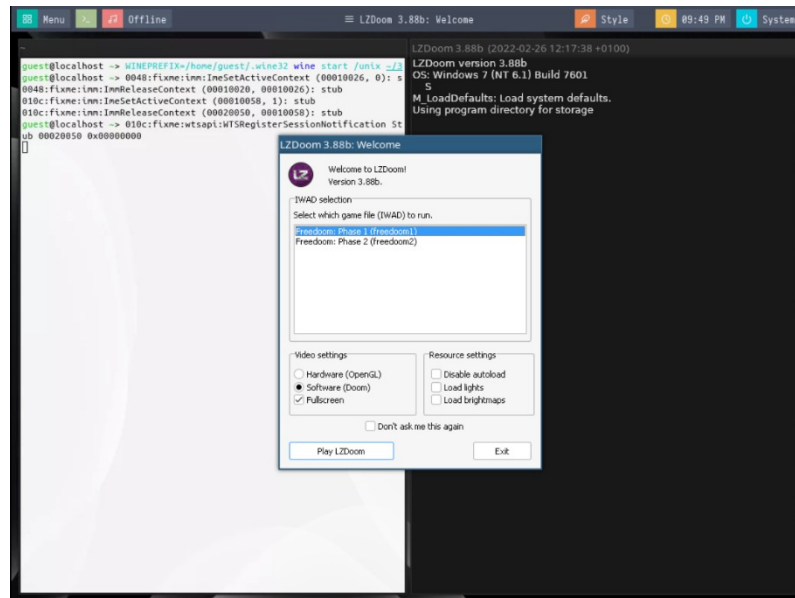 Menu
Offline
LZDoom 3.88b: Welcome
Style
09:49 PM
System
~
guest@localhost ~> WINEPREFIX=/home/guest/.wine32 wine start /unix ~/3
guest@localhost ~> 0048:fixme:imm:ImeSetActiveContext (00010026, 0): s
0048:fixme:imm:ImmReleaseContext (00010020, 00010026): stub
010c:fixme:imm:ImeSetActiveContext (00010058, 1): stub
010c:fixme:imm:ImmReleaseContext (00020050, 00010058): stub
guest@localhost ~> 010c:fixme:wtsapi:WTSRegisterSessionNotification St
ub 00020050 0x00000000
LZDoom 3.88b (2022-02-26 12:17:38 +0100)
LZDoom version 3.88b
OS: Windows 7 (NT 6.1) Build 7601
S
M_LoadDefaults: Load system defaults.
Using program directory for storage
LZDoom 3.88b: Welcome
LZ
Welcome to LZDoom!
Version 3.88b.
IWAD selection
Select which game file (IWAD) to run.
Freedoom: Phase 1 (freedoom1)
Freedoom: Phase 2 (freedoom2)
Video settings
Hardware (OpenGL)
Software (Doom)
Fullscreen
Resource settings
Disable autoload
Load lights
Load brightmaps
Don't ask me this again
Play LZDoom
Exit